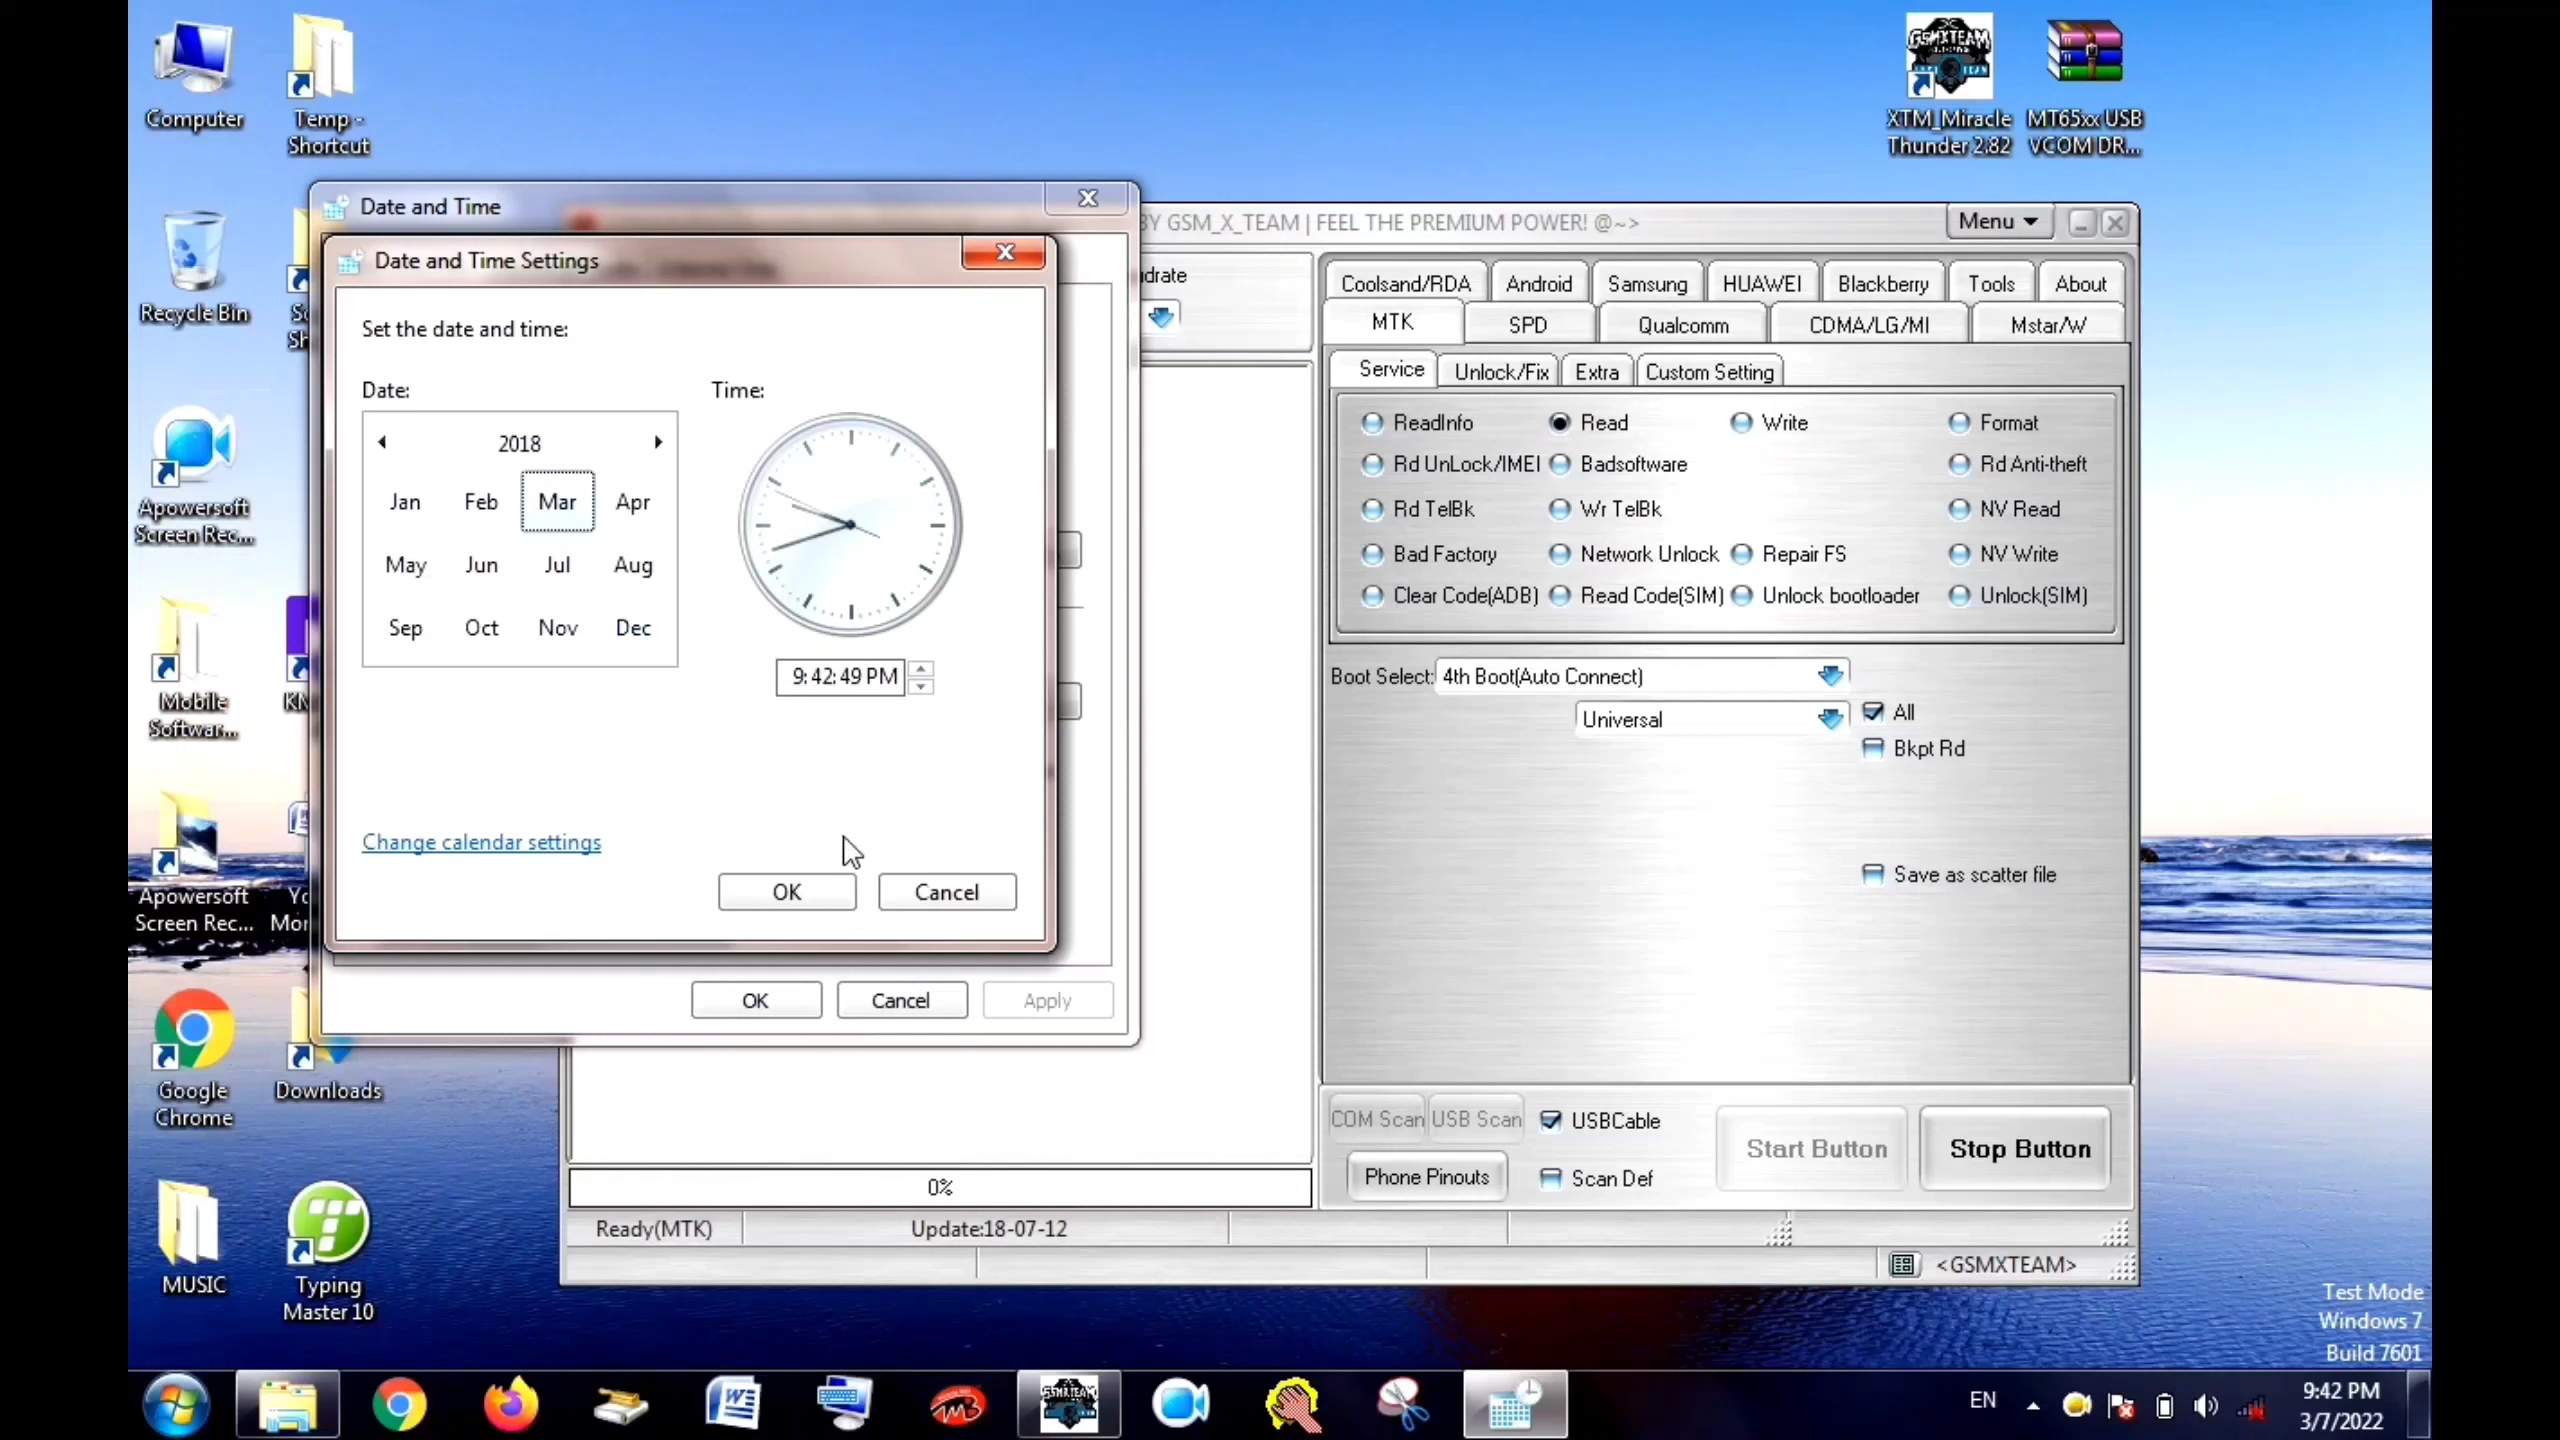 Computer
Temp -
Shortcut
XTM_Miracle
Thunder 2.82
MT65xx USB
VCOM DR...
Recycle Bin
Apowersoft
Screen Rec...
Mobile
Softwar...
Apowersoft
Screen Rec...
Google
Chrome
Downloads
MUSIC
Typing
Master 10
Date and Time
Date and Time Settings
Set the date and time:
Date:
Time:
2018
Jan Feb Mar Apr
May Jun Jul Aug
Sep Oct Nov Dec
9:42:49 PM
Change calendar settings
OK Cancel
OK Cancel Apply
BY GSM_X_TEAM | FEEL THE PREMIUM POWER! @~>
Menu
Coolsand/RDA Android Samsung HUAWEI Blackberry Tools About
MTK SPD Qualcomm CDMA/LG/MI Mstar/W
Service Unlock/Fix Extra Custom Setting
ReadInfo Read Write Format
Rd UnLock/IMEI Badsoftware Rd Anti-theft
Rd TelBk Wr TelBk NV Read
Bad Factory Network Unlock Repair FS NV Write
Clear Code(ADB) Read Code(SIM) Unlock bootloader Unlock(SIM)
Boot Select: 4th Boot(Auto Connect)
Universal All
Bkpt Rd
Save as scatter file
COM Scan USB Scan USBCable
Phone Pinouts Scan Def
Start Button Stop Button
0%
Ready(MTK) Update:18-07-12
<GSMXTEAM>
Test Mode
Windows 7
Build 7601
EN
9:42 PM
3/7/2022